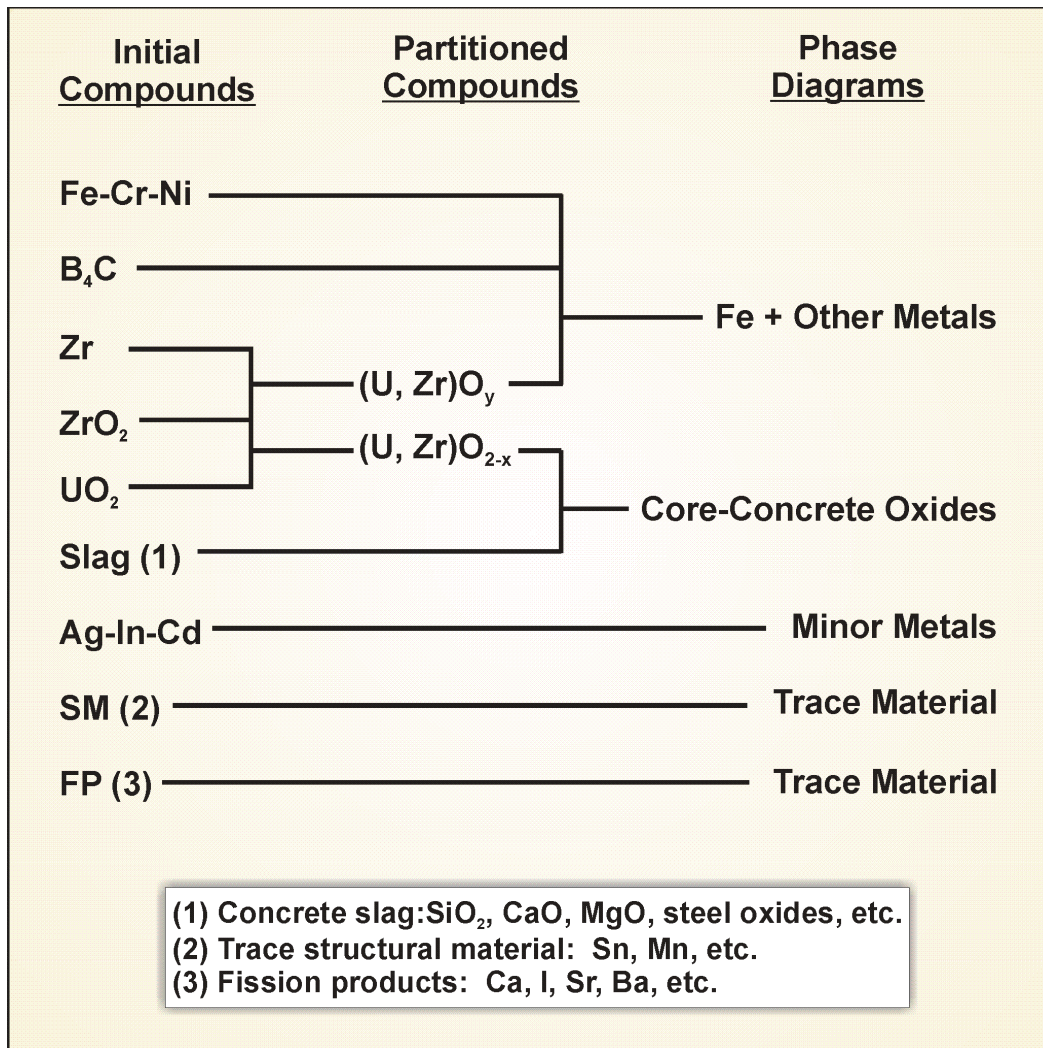 Initial Compounds
Partitioned Compounds
Phase Diagrams
Fe-Cr-Ni
B₄C
Fe + Other Metals
Zr
(U, Zr)Oᵧ
ZrO₂
(U, Zr)O₂₋ₓ
UO₂
Core-Concrete Oxides
Slag (1)
Ag-In-Cd
Minor Metals
SM (2)
Trace Material
FP (3)
Trace Material
(1) Concrete slag:SiO₂, CaO, MgO, steel oxides, etc.
(2) Trace structural material: Sn, Mn, etc.
(3) Fission products: Ca, I, Sr, Ba, etc.